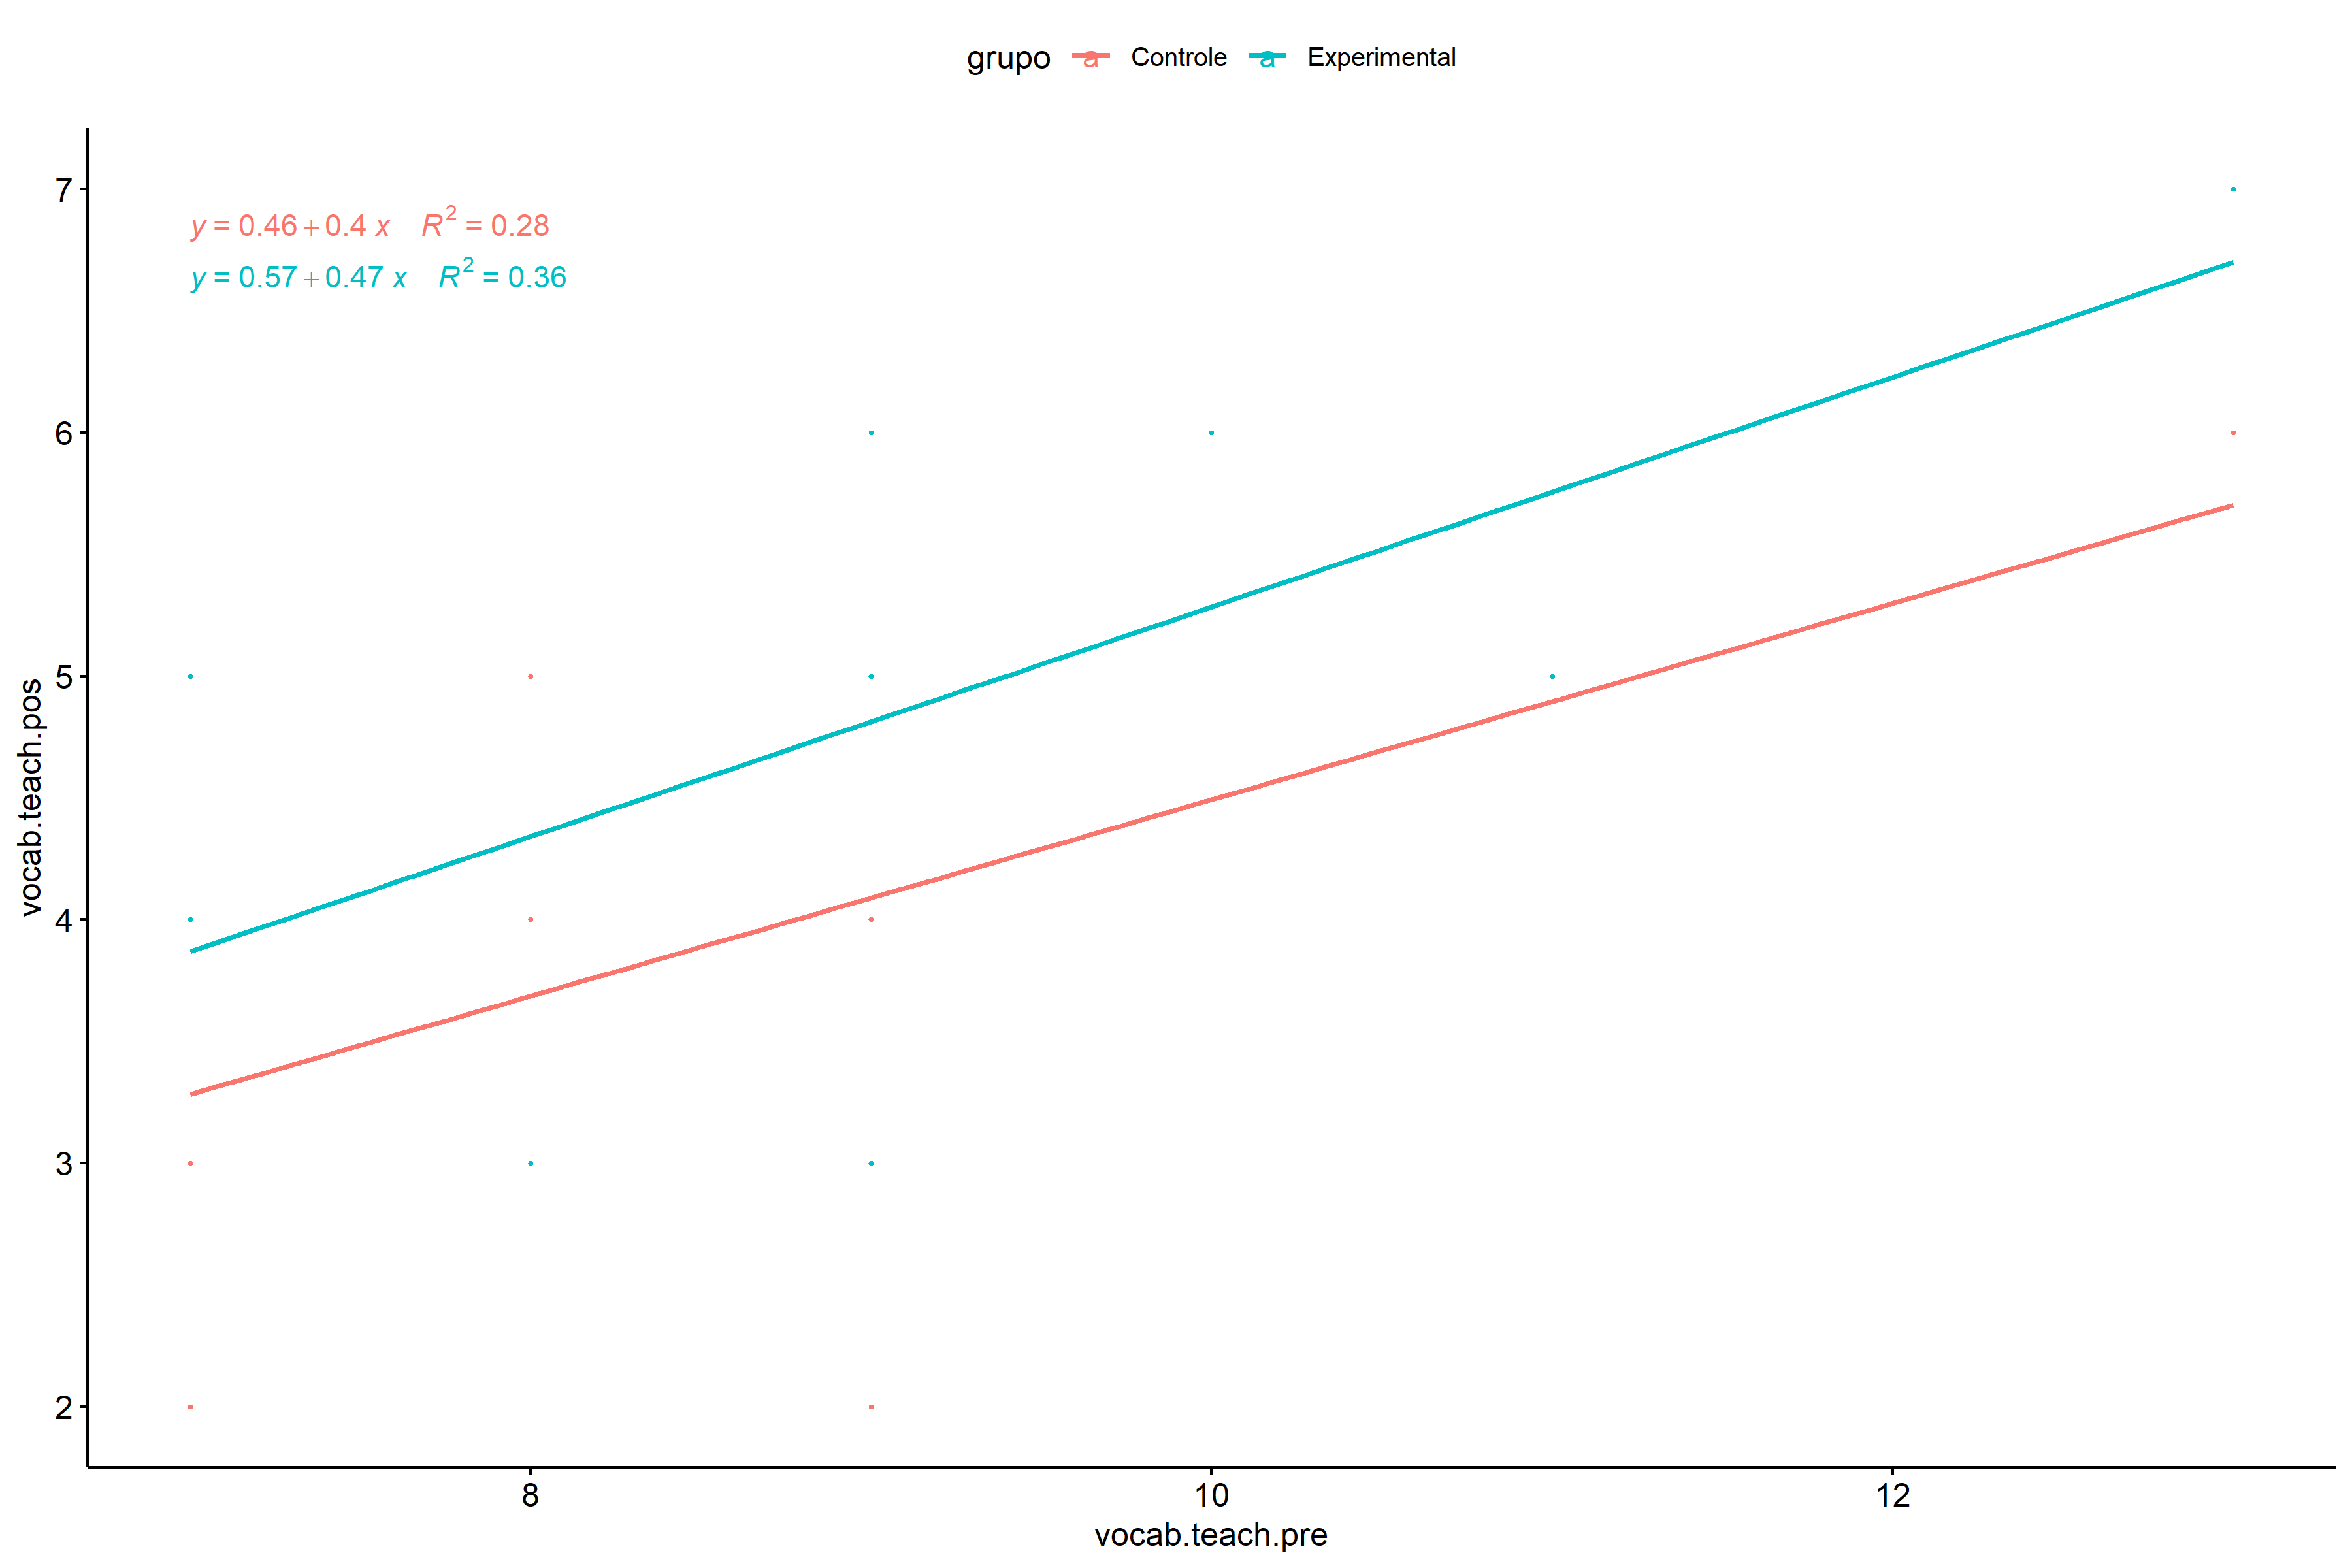 grupo a Controle a Experimental
7
y = 0.46 + 0.4 x R² = 0.28
y = 0.57 + 0.47 x R² = 0.36
6
5
vocab.teach.pos
4
3
2
8 10 12
vocab.teach.pre